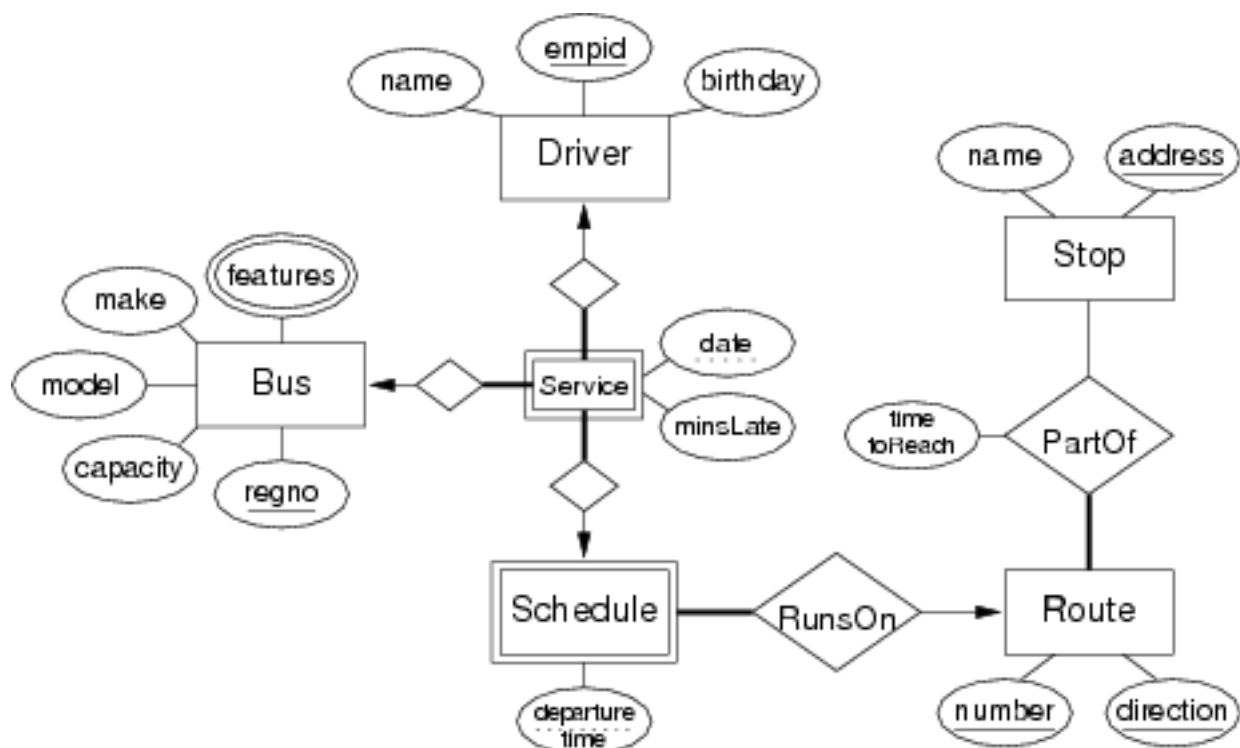 empid
name
birthday
Driver
name
address
Stop
features
make
date
Bus
Service
model
minsLate
time
toReach
PartOf
capacity
regno
Schedule
RunsOn
Route
departure
time
number
direction